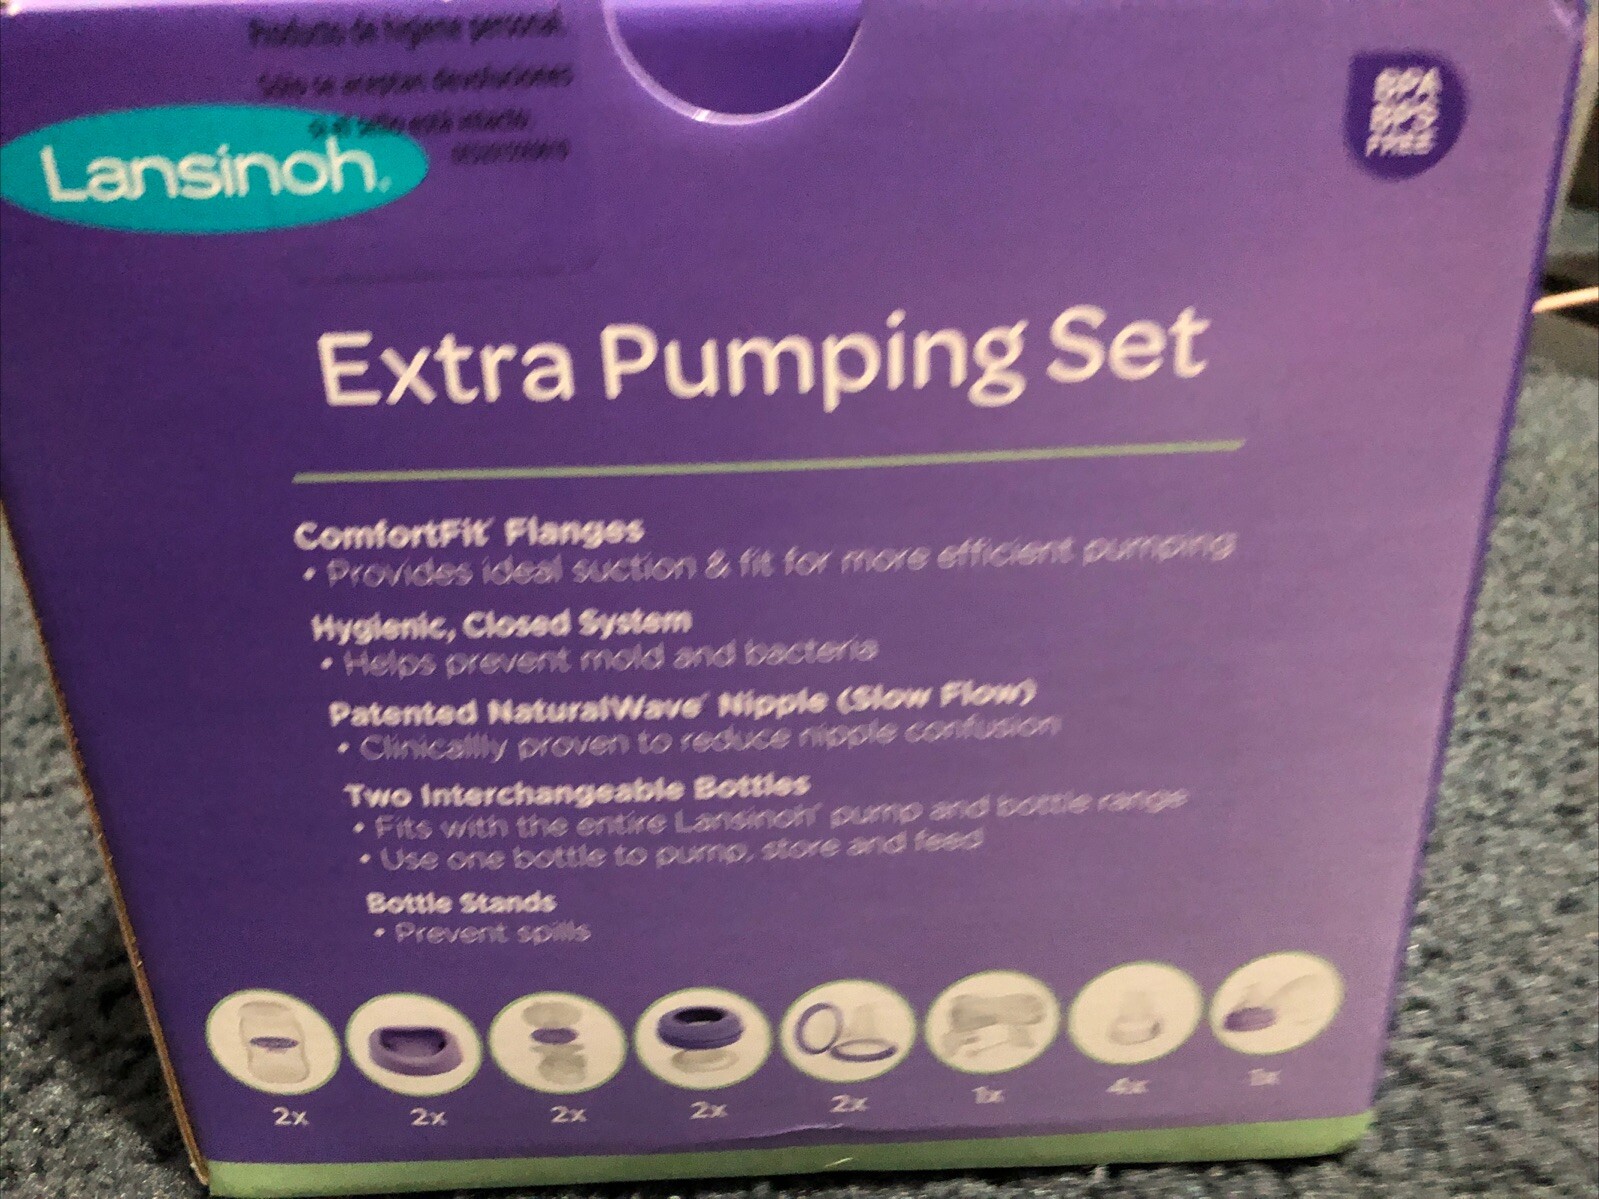 Producto de higiene personal.
Sólo se aceptan devoluciones
si el sello está intacto
Lansinoh®
BPA
BPS
FREE
Extra Pumping Set
ComfortFit® Flanges
• Provides ideal suction & fit for more efficient pumping
Hygienic, Closed System
• Helps prevent mold and bacteria
Patented NaturalWave® Nipple (Slow Flow)
• Clinically proven to reduce nipple confusion
Two Interchangeable Bottles
• Fits with the entire Lansinoh® pump and bottle range
• Use one bottle to pump, store and feed
Bottle Stands
• Prevent spills
2x 2x 2x 2x 2x 1x 4x 1x